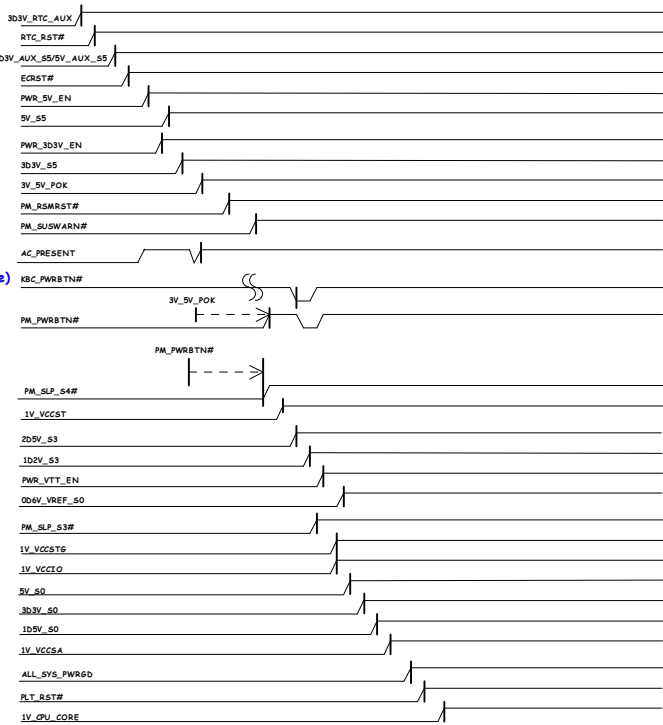 3D3V_RTC_AUX
RTC_RST#
D3V_AUX_S5/5V_AUX_S5
ECRST#
PWR_5V_EN
5V_S5
PWR_3D3V_EN
3D3V_S5
3V_5V_POK
PM_RSMRST#
PM_SUSWARN#
AC_PRESENT
e) KBC_PWRBTN#
3V_5V_POK
PM_PWRBTN#
PM_PWRBTN#
PM_SLP_S4#
1V_VCCST
2D5V_S3
1D2V_S3
PWR_VTT_EN
0D6V_VREF_S0
PM_SLP_S3#
1V_VCCSTG
1V_VCCIO
5V_S0
3D3V_S0
1D5V_S0
1V_VCCSA
ALL_SYS_PWRGD
PLT_RST#
1V_CPU_CORE